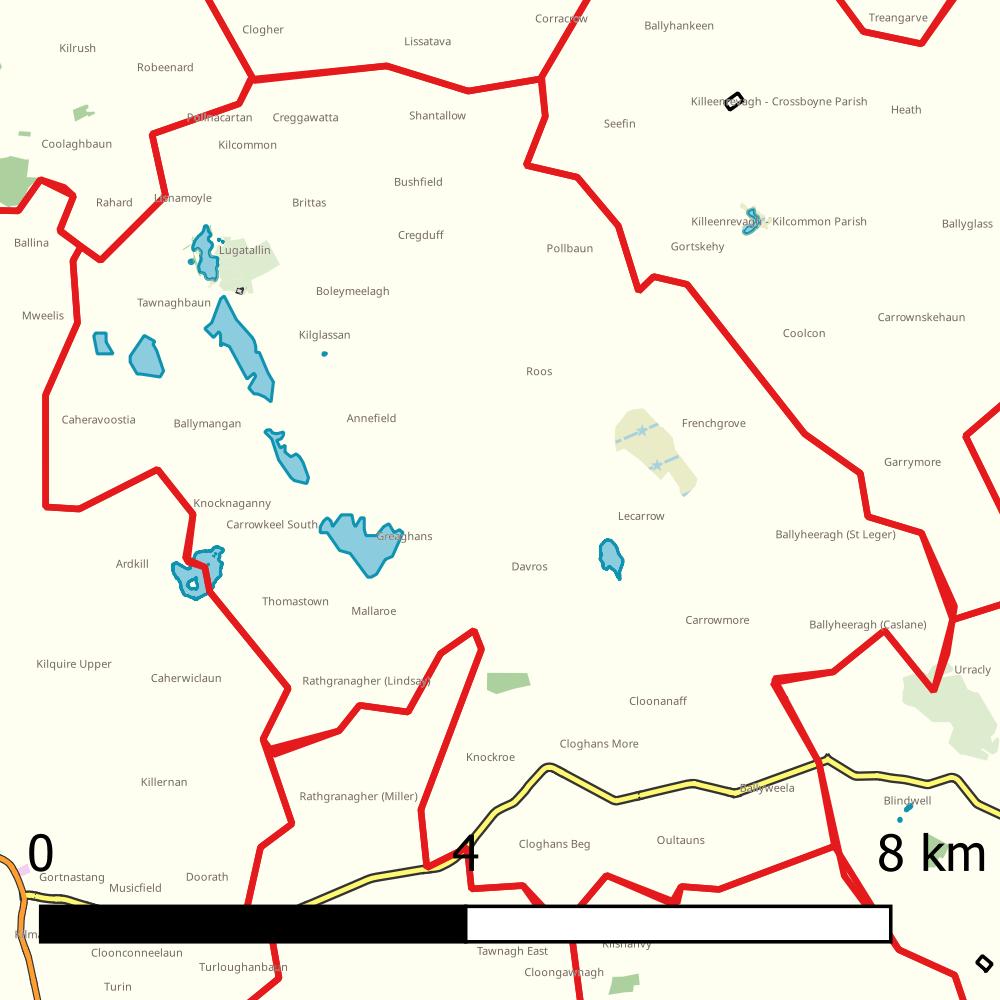 Corracrow
Treangarve
Ballyhankeen
Clogher
Lissatava
Kilrush
Robeenard
Killeenrevagh - Crossboyne Parish
Heath
Pollnacartan
Creggawatta
Shantallow
Seefin
Coolaghbaun
Kilcommon
Bushfield
Lisnamoyle
Rahard
Brittas
Killeenrevagh - Kilcommon Parish
Ballyglass
Cregduff
Ballina
Lugatallin
Pollbaun
Gortskehy
Boleymeelagh
Tawnaghbaun
Mweelis
Carrownskehaun
Kilglassan
Coolcon
Roos
Caheravoostia
Ballymangan
Annefield
Frenchgrove
Garrymore
Knocknaganny
Lecarrow
Carrowkeel South
Greaghans
Ballyheeragh (St Leger)
Ardkill
Davros
Thomastown
Mallaroe
Carrowmore
Ballyheeragh (Caslane)
Kilquire Upper
Urracly
Caherwiclaun
Rathgranagher (Lindsay)
Cloonanaff
Cloghans More
Knockroe
Killernan
Rathgranagher (Miller)
Ballyweela
Blindwell
Cloghans Beg
Oultauns
0
4
8 km
Gortnastang
Musicfield
Doorath
Cloonconneelaun
Tawnagh East
Turloughanbaun
Cloongawnagh
Turin